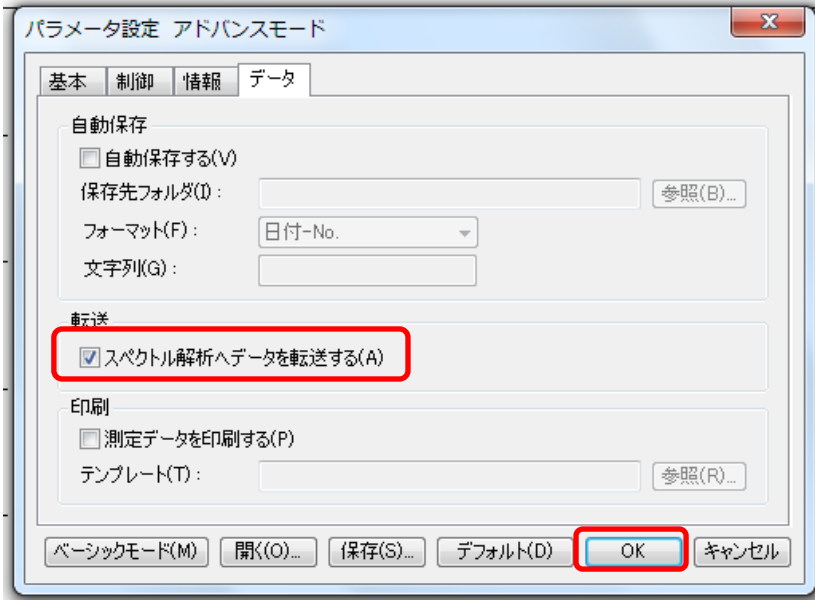 パラメータ設定 アドバンスモード
X
基本 制御 情報 データ
自動保存
自動保存する(V)
保存先フォルダ(I)： 参照(B)...
フォーマット(F)： 日付-No.
文字列(G)：
転送
スペクトル解析へデータを転送する(A)
印刷
測定データを印刷する(P)
テンプレート(T)： 参照(R)...
ベーシックモード(M) 開く(O)... 保存(S)... デフォルト(D) OK キャンセル